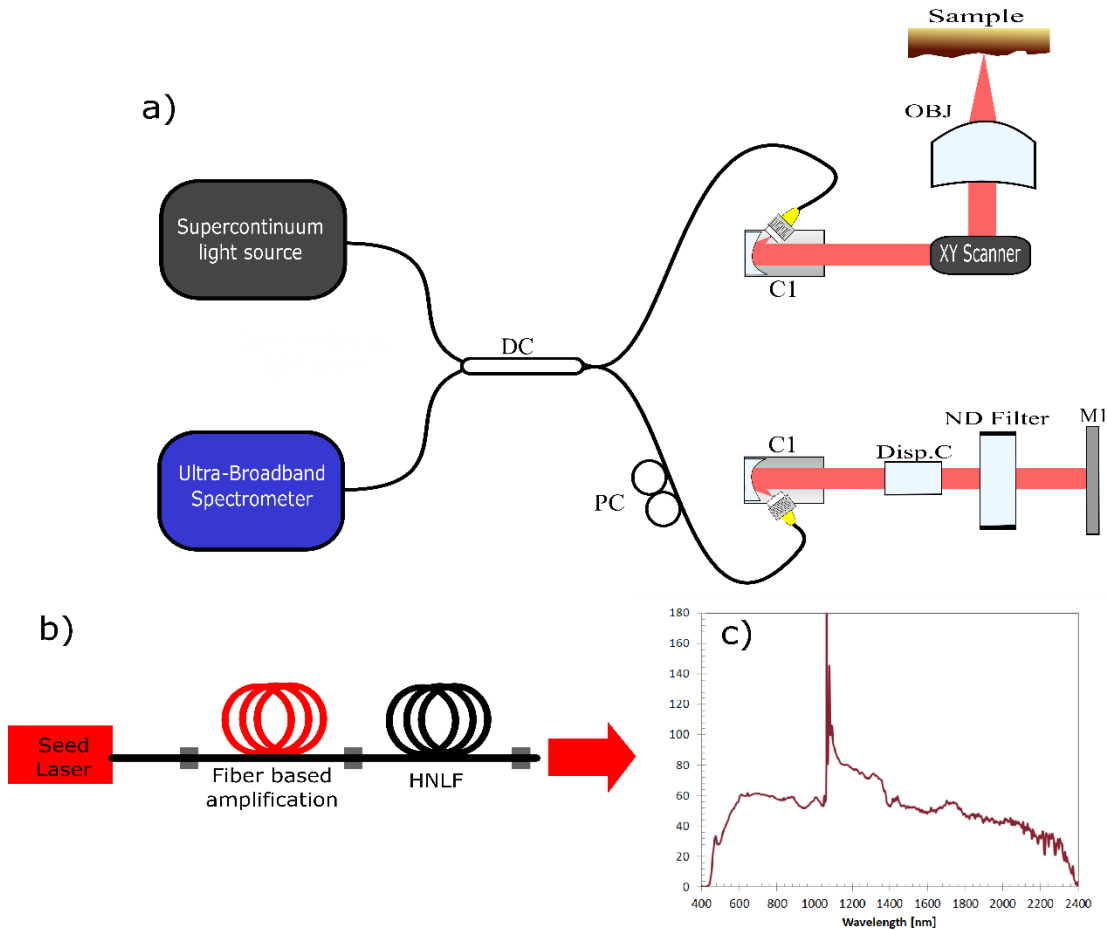 Sample
a)
OBJ
Supercontinuum
light source
XY Scanner
C1
DC
ND Filter
M1
C1
Disp.C
Ultra-Broadband
Spectrometer
PC
b)
Seed
Laser
Fiber based
amplification
HNLF
c)
180
160
140
120
100
80
60
40
20
0
400 600 800 1000 1200 1400 1600 1800 2000 2200 2400
Wavelength [nm]